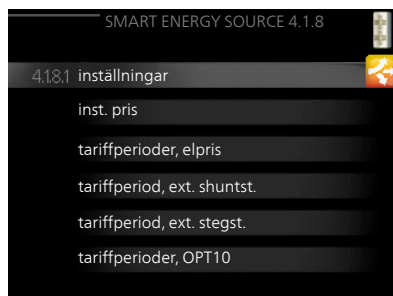 SMART ENERGY SOURCE 4.1.8
4.1.8.1 inställningar
inst. pris
tariffperioder, elpris
tariffperiod, ext. shuntst.
tariffperiod, ext. stegst.
tariffperioder, OPT10